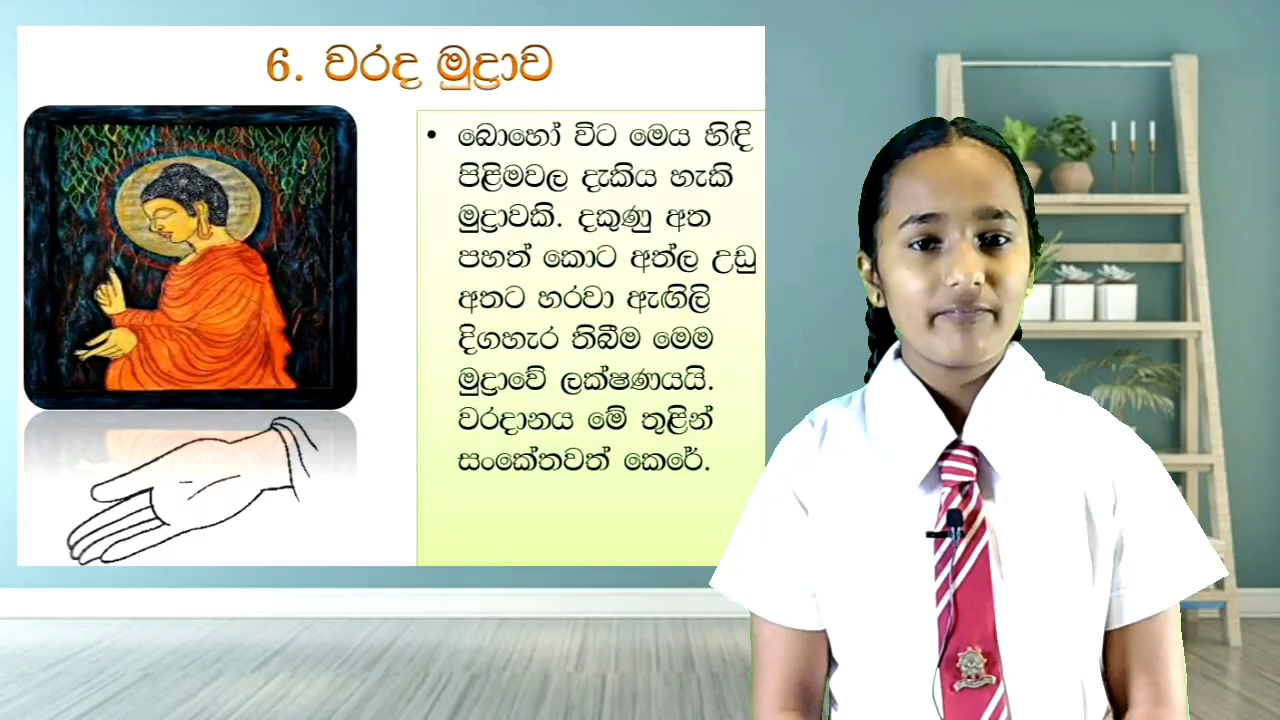 6. වරද මුද්‍රාව
• බොහෝ විට මෙය හිඳි
පිළිමවල දැකිය හැකි
මුද්‍රාවකි. දකුණු අත
පහත් කොට අත්ල උඩු
අතට හරවා ඇඟිලි
දිගහැර තිබීම මෙම
මුද්‍රාවේ ලක්ෂණයයි.
වරදානය මේ තුළින්
සංකේතවත් කෙරේ.